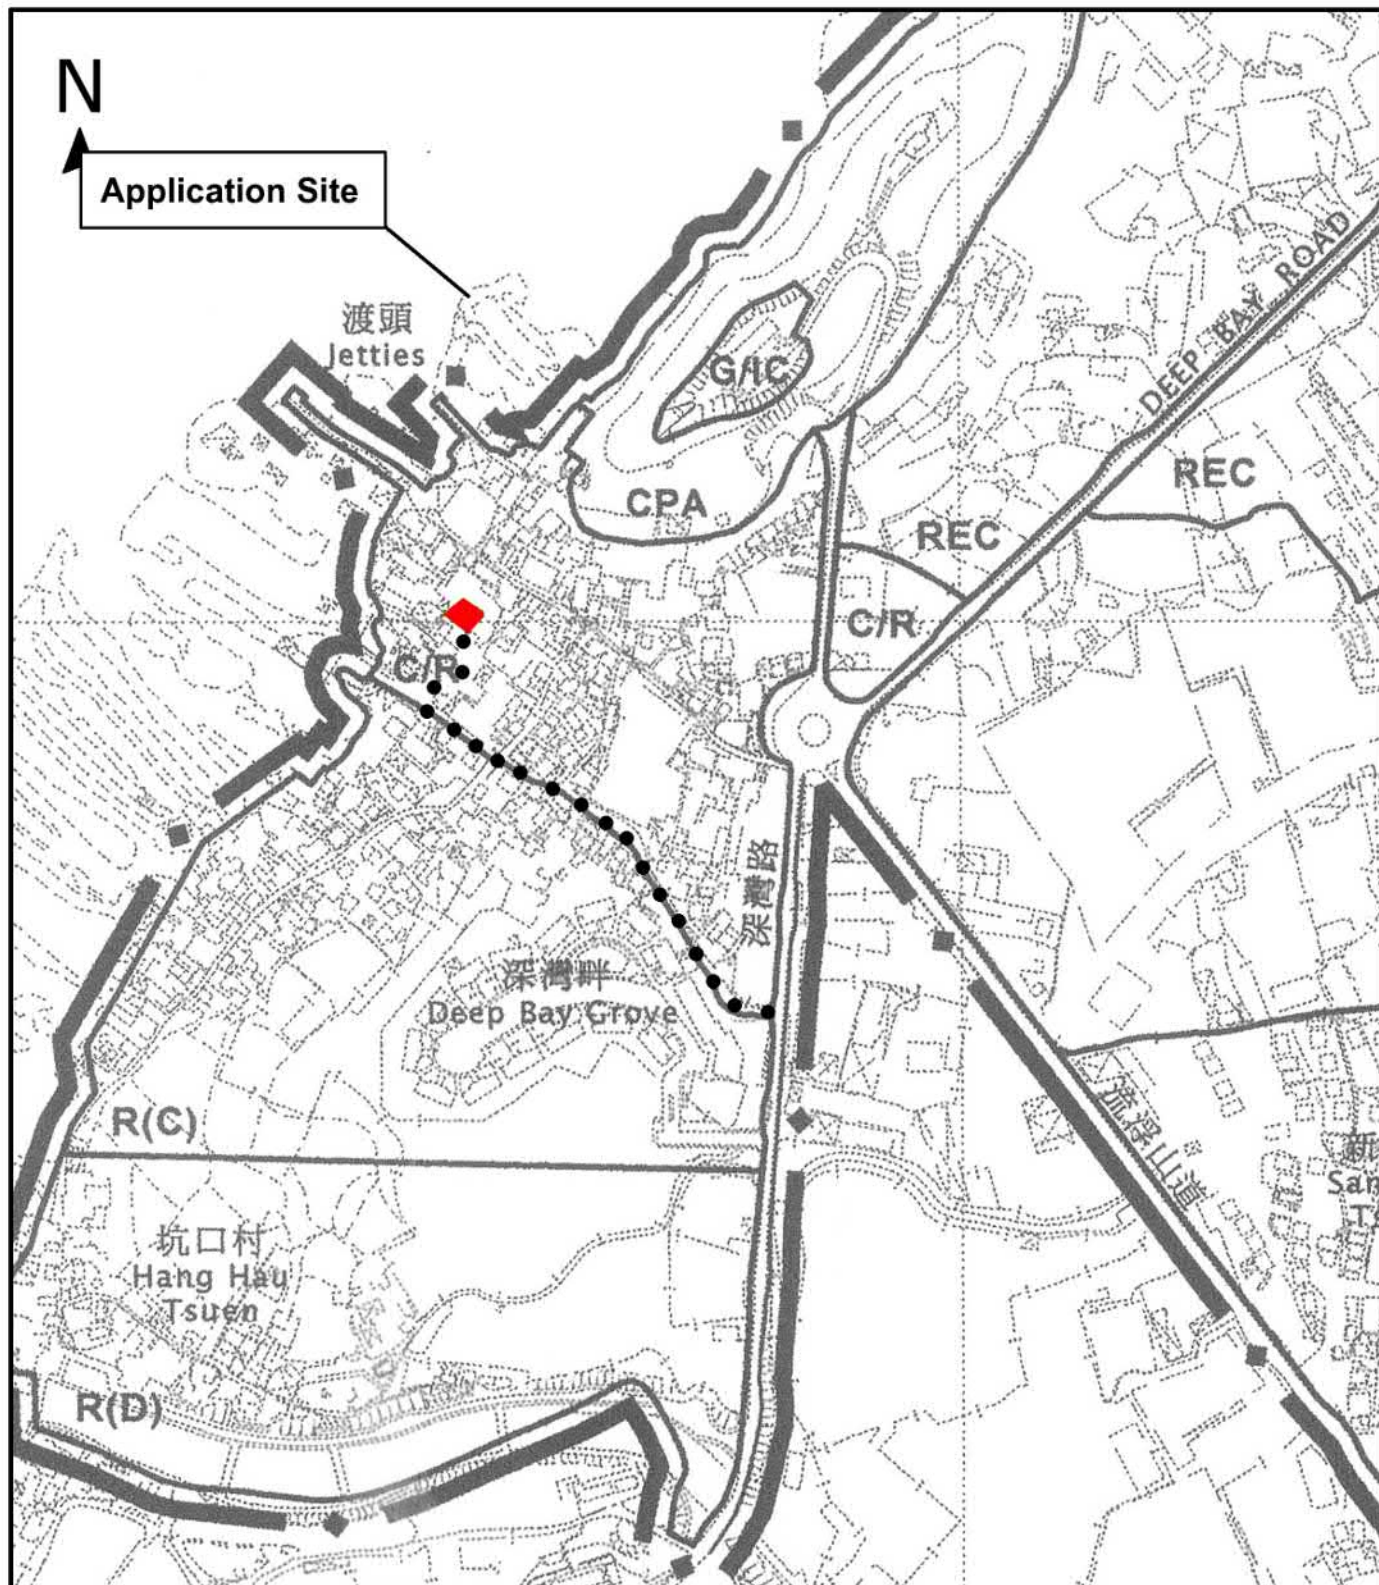 N
Application Site
渡頭
Jetties
G/IC
DEEP BAY ROAD
CPA
REC
REC
C/R
C/R
深灣路
深灣畔
Deep Bay Grove
流浮山道
R(C)
新
San
坑口村
Hang Hau
Tsuen
R(D)